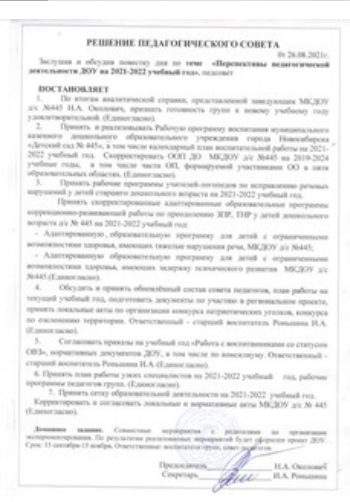 РЕШЕНИЕ ПЕДАГОГИЧЕСКОГО СОВЕТА
От 26.08.2021г.
Заслушав и обсудив повестку дня по теме «Перспективы педагогической
деятельности ДОУ на 2021-2022 учебный год», педсовет
ПОСТАНОВЛЯЕТ
1. По итогам аналитической справки, представленной заведующим МКДОУ
д/с №445 Н.А. Околович, признать готовность групп к новому учебному году
удовлетворительной. (Единогласно).
2. Принять и реализовывать Рабочую программу воспитания муниципального
казенного дошкольного образовательного учреждения города Новосибирска
«Детский сад № 445», в том числе календарный план воспитательной работы на 2021-
2022 учебный год. Скорректировать ООП ДО МКДОУ д/с №445 на 2019-2024
учебные годы, в том числе части ОП, формируемой участниками ОО в пяти
образовательных областях. (Единогласно).
3. Принять рабочие программы учителей-логопедов по исправлению речевых
нарушений у детей старшего дошкольного возраста на 2021-2022 учебный год.
Принять скорректированные адаптированные образовательные программы
коррекционно-развивающей работы по преодолению ЗПР, ТНР у детей дошкольного
возраста д/с № 445 на 2021-2022 учебный год:
- Адаптированную образовательную программу для детей с ограниченными
возможностями здоровья, имеющих тяжелые нарушения речи, МКДОУ д/с №445;
- Адаптированную образовательную программу для детей с ограниченными
возможностями здоровья, имеющих задержку психического развития МКДОУ д/с
№445 (Единогласно).
4. Обсудить и принять обновлённый состав совета педагогов, план работы на
текущий учебный год, подготовить документы по участию в региональном проекте,
принять локальные акты по организации конкурса патриотических уголков, конкурса
по озеленению территории. Ответственный - старший воспитатель Ромышина И.А.
(Единогласно).
5. Согласовать приказы на учебный год «Работа с воспитанниками со статусом
ОВЗ», нормативных документов ДОУ, в том числе по консилиуму. Ответственный -
старший воспитатель Ромышина И.А (Единогласно).
6. Принять план работы узких специалистов на 2021-2022 учебный год, рабочие
программы педагогов групп. (Единогласно).
7. Принять сетку образовательной деятельности на 2021-2022 учебный год.
Корректировать и согласовать локальные и нормативные акты МКДОУ д/с № 445
(Единогласно).
Домашнее задание. Совместные мероприятия с родителями по организации
экспериментирования. По результатам реализованных мероприятий будет оформлен проект ДОУ.
Срок: 15 сентября-15 ноября. Ответственные: воспитатели групп, совет педагогов
Председатель Н.А. Околович
Секретарь И.А. Ромышина